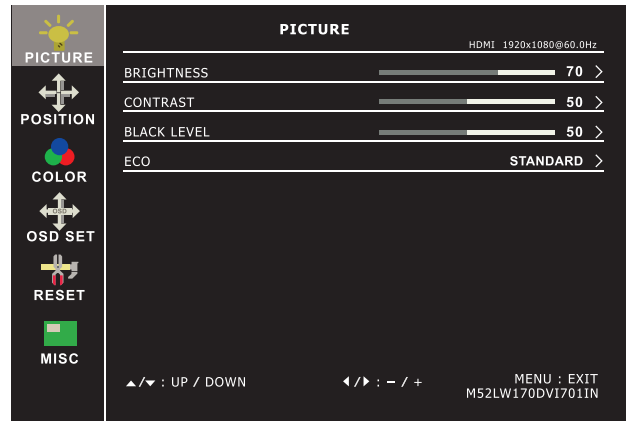 PICTURE
POSITION
COLOR
OSD
OSD SET
RESET
MISC
PICTURE
HDMI 1920x1080@60.0Hz
BRIGHTNESS 70 >
CONTRAST 50 >
BLACK LEVEL 50 >
ECO STANDARD >
▲/▼ : UP / DOWN ◀/▶ : – / + MENU : EXIT
M52LW170DVI701IN